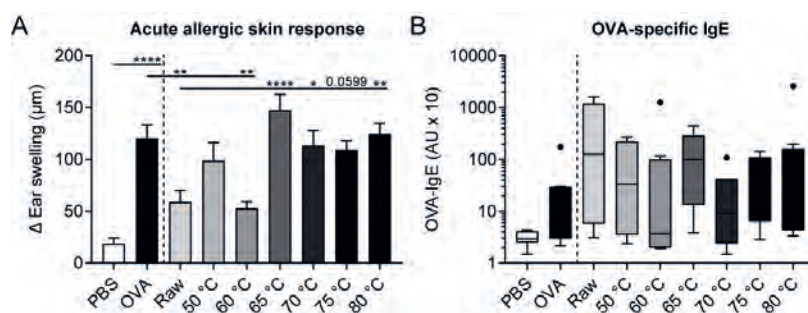 A
Acute allergic skin response
Δ Ear swelling (µm)
200
150
100
50
0
****
**
**
****
*
0.0599
**
PBS
OVA
Raw
50 °C
60 °C
65 °C
70 °C
75 °C
80 °C
B
OVA-specific IgE
OVA-IgE (AU x 10)
10000
1000
100
10
1
PBS
OVA
Raw
50 °C
60 °C
65 °C
70 °C
75 °C
80 °C